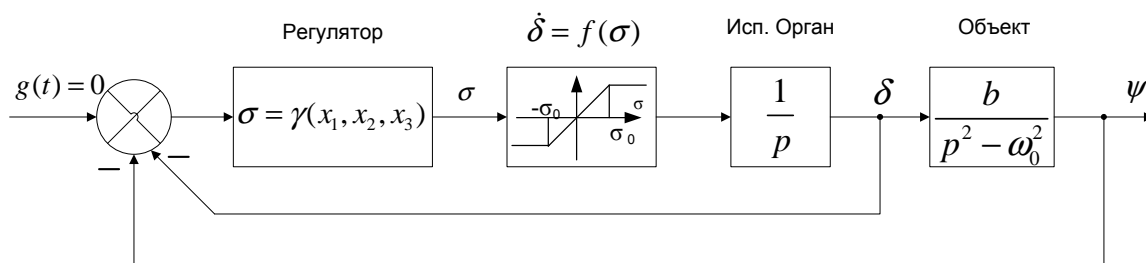 Регулятор
δ̇ = f(σ)
Исп. Орган
Объект
g(t) = 0
σ = γ(x₁, x₂, x₃)
σ
-σ₀
σ
σ₀
1
p
δ
b
p² − ω₀²
ψ
−
−